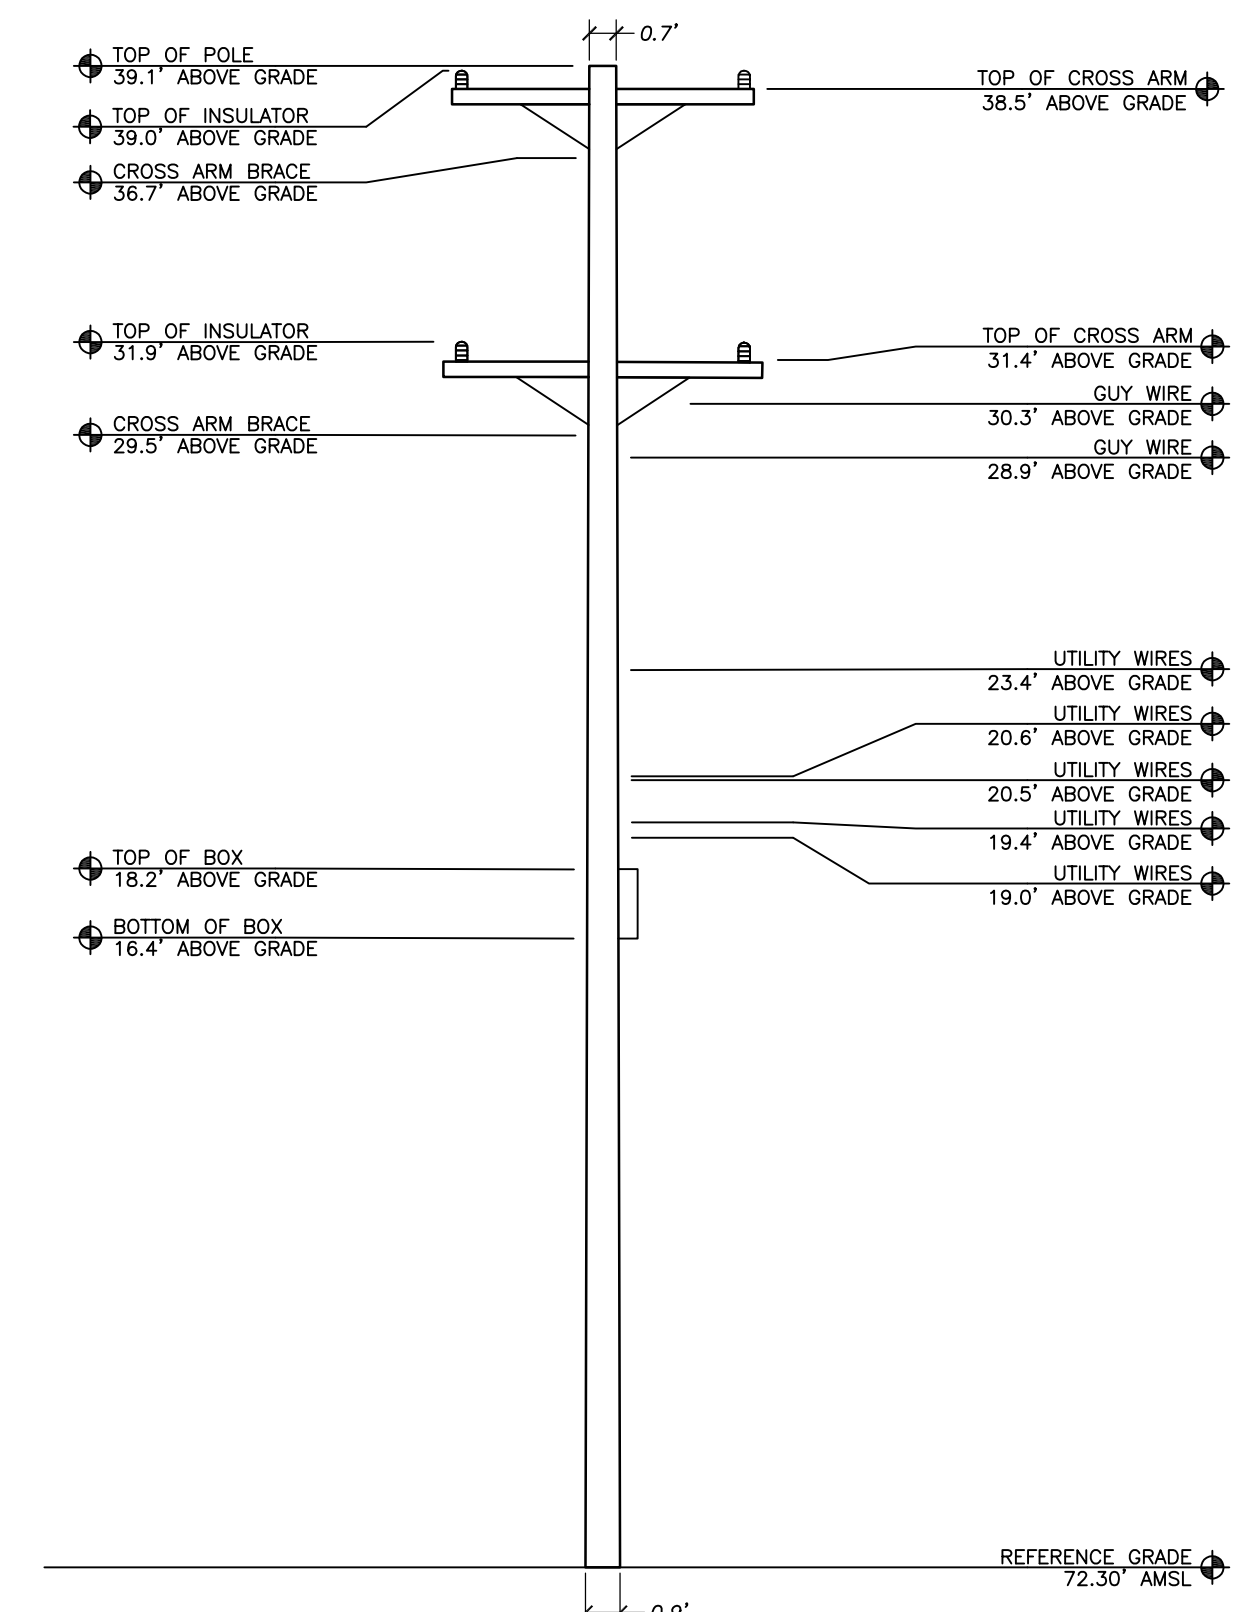 0.7'
TOP OF POLE
39.1' ABOVE GRADE
TOP OF INSULATOR
39.0' ABOVE GRADE
CROSS ARM BRACE
36.7' ABOVE GRADE
TOP OF CROSS ARM
38.5' ABOVE GRADE
TOP OF INSULATOR
31.9' ABOVE GRADE
CROSS ARM BRACE
29.5' ABOVE GRADE
TOP OF CROSS ARM
31.4' ABOVE GRADE
GUY WIRE
30.3' ABOVE GRADE
GUY WIRE
28.9' ABOVE GRADE
UTILITY WIRES
23.4' ABOVE GRADE
UTILITY WIRES
20.6' ABOVE GRADE
UTILITY WIRES
20.5' ABOVE GRADE
UTILITY WIRES
19.4' ABOVE GRADE
UTILITY WIRES
19.0' ABOVE GRADE
TOP OF BOX
18.2' ABOVE GRADE
BOTTOM OF BOX
16.4' ABOVE GRADE
REFERENCE GRADE
72.30' AMSL